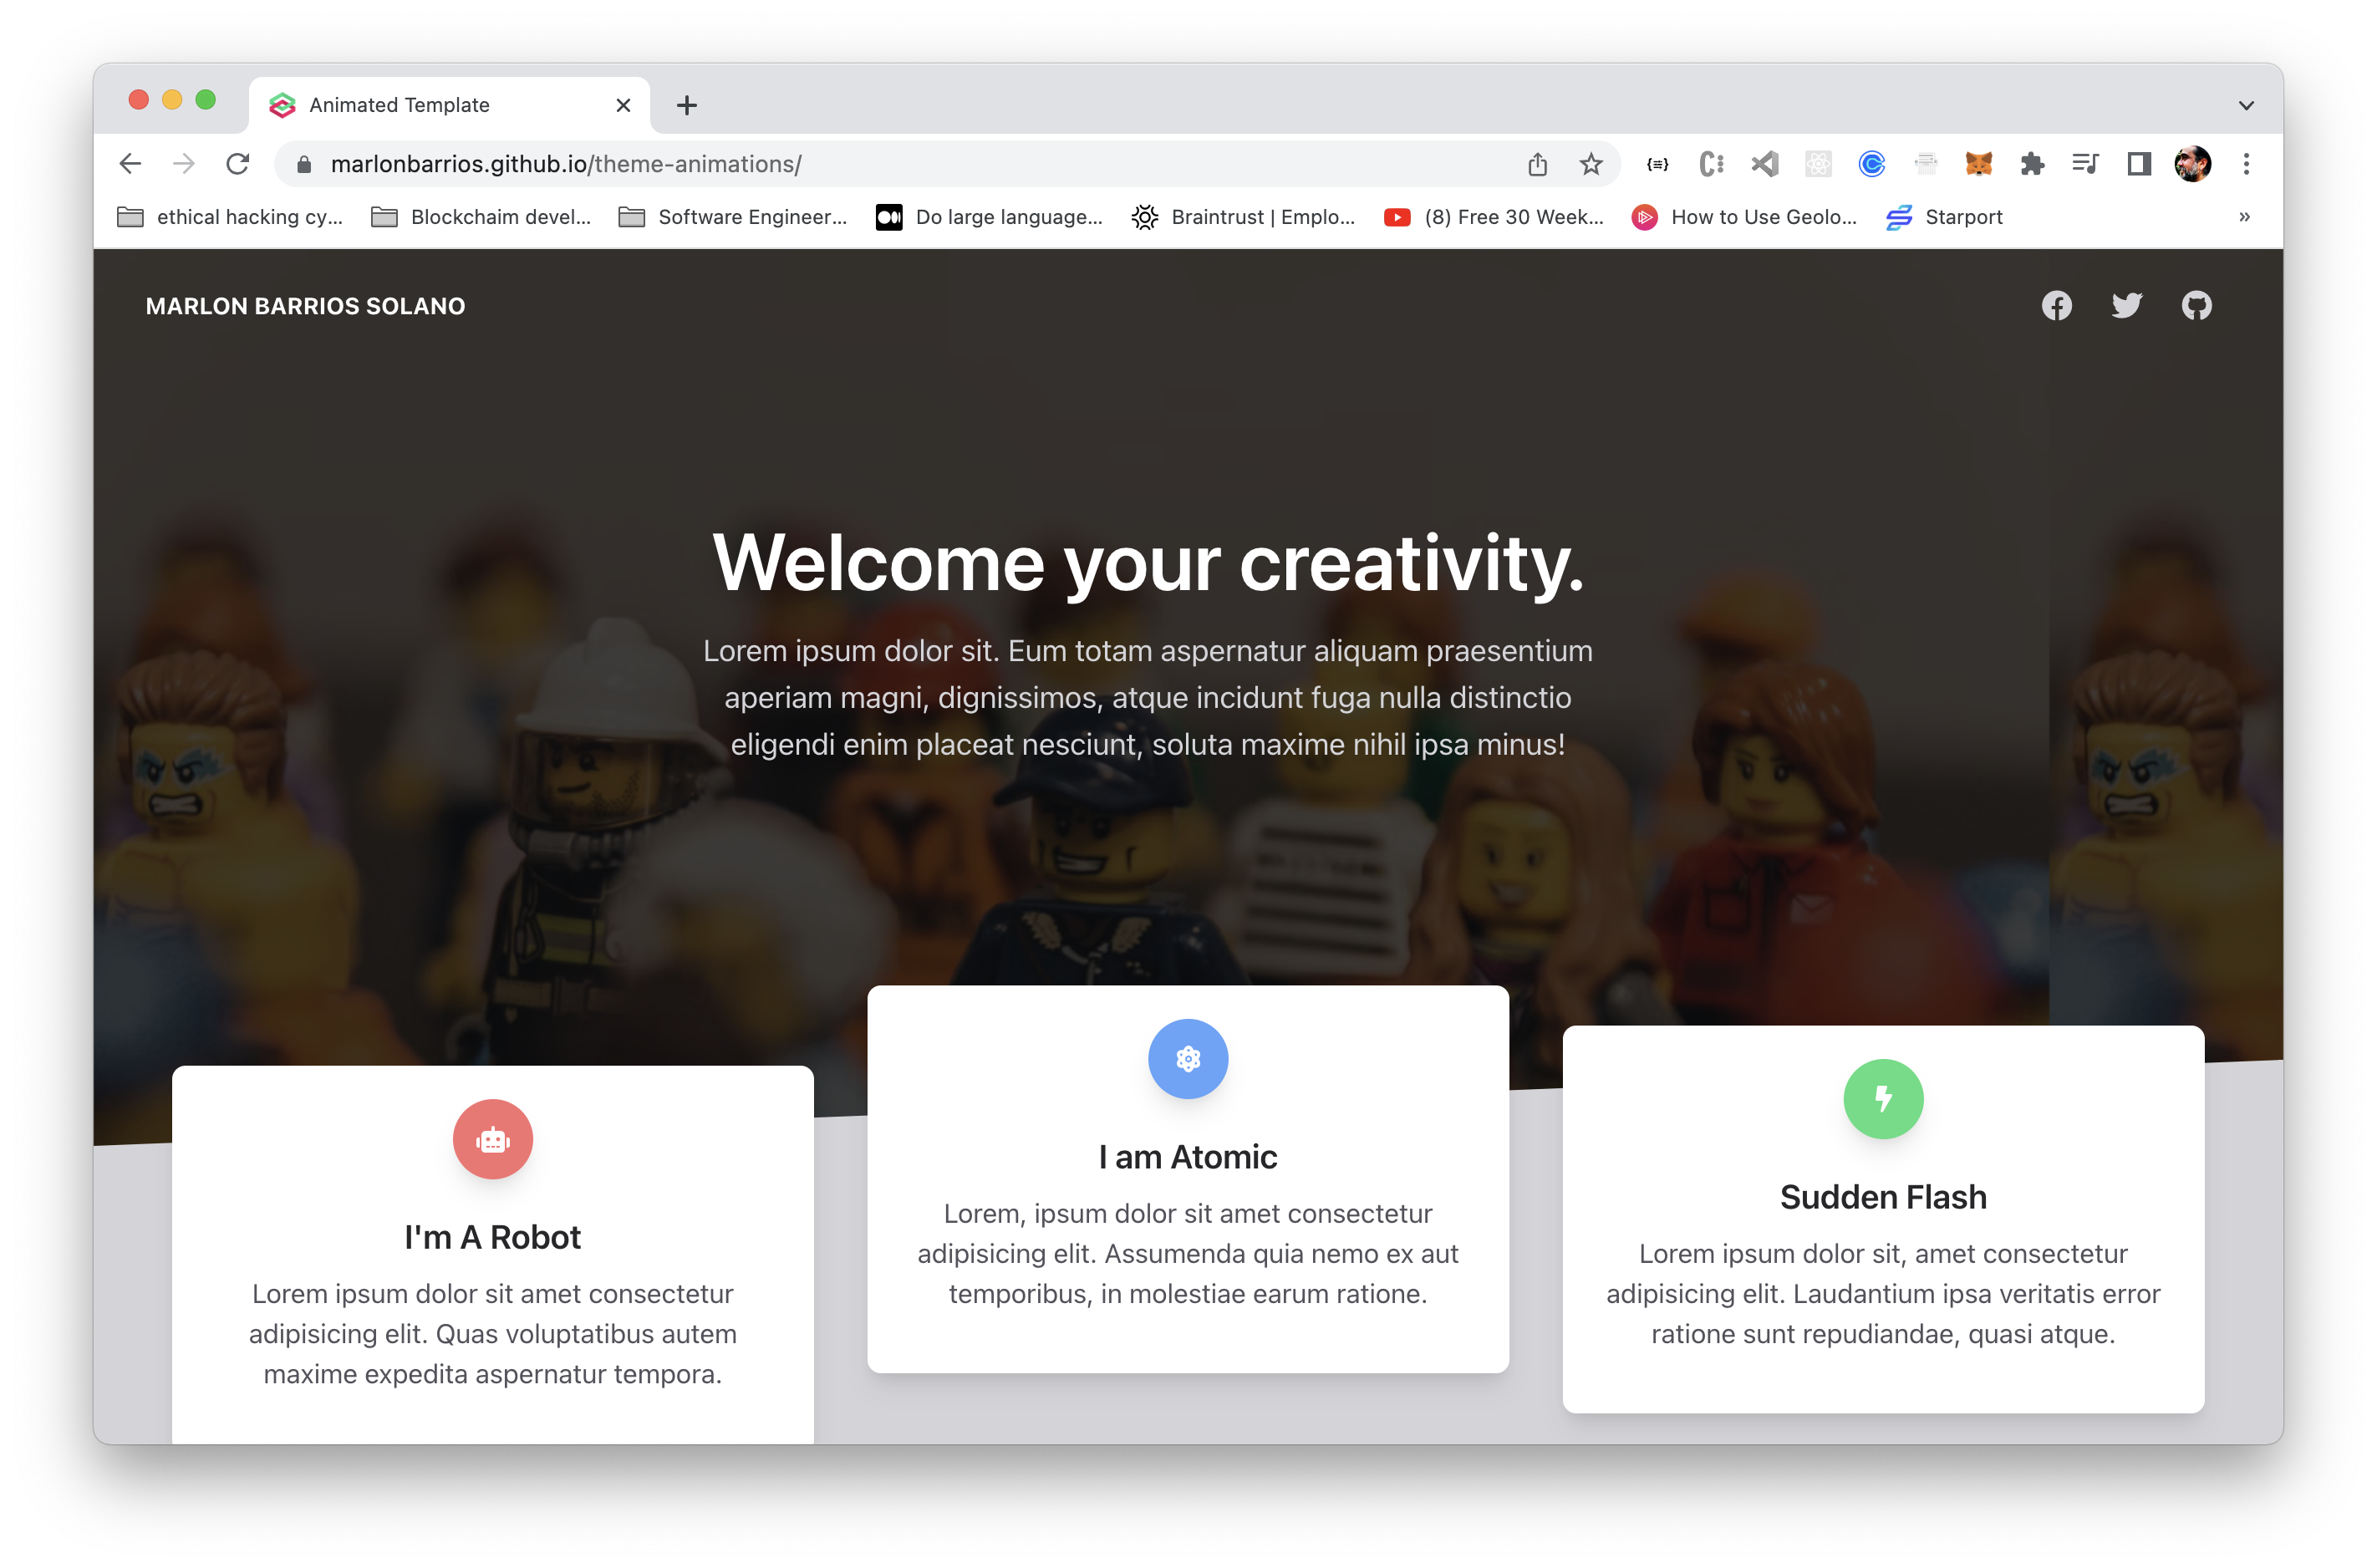 Animated Template
marlonbarrios.github.io/theme-animations/
ethical hacking cy... Blockchaim devel... Software Engineer... Do large language... Braintrust | Emplo... (8) Free 30 Week... How to Use Geolo... Starport »
MARLON BARRIOS SOLANO
Welcome your creativity.
Lorem ipsum dolor sit. Eum totam aspernatur aliquam praesentium
aperiam magni, dignissimos, atque incidunt fuga nulla distinctio
eligendi enim placeat nesciunt, soluta maxime nihil ipsa minus!
I'm A Robot
Lorem ipsum dolor sit amet consectetur
adipisicing elit. Quas voluptatibus autem
maxime expedita aspernatur tempora.
I am Atomic
Lorem, ipsum dolor sit amet consectetur
adipisicing elit. Assumenda quia nemo ex aut
temporibus, in molestiae earum ratione.
Sudden Flash
Lorem ipsum dolor sit, amet consectetur
adipisicing elit. Laudantium ipsa veritatis error
ratione sunt repudiandae, quasi atque.